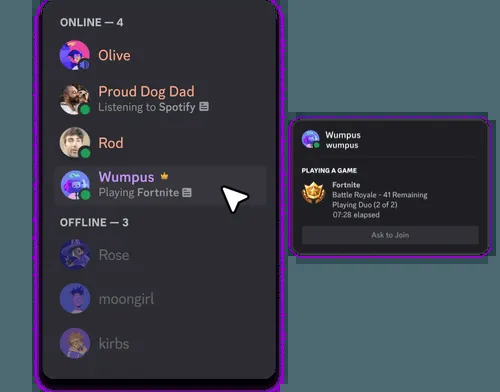 ONLINE — 4
Olive
Proud Dog Dad
Listening to Spotify
Rod
Wumpus
Playing Fortnite
OFFLINE — 3
Rose
moongirl
kirbs
Wumpus
wumpus
PLAYING A GAME
Fortnite
Battle Royale - 41 Remaining
Playing Duo (2 of 2)
07:28 elapsed
Ask to Join